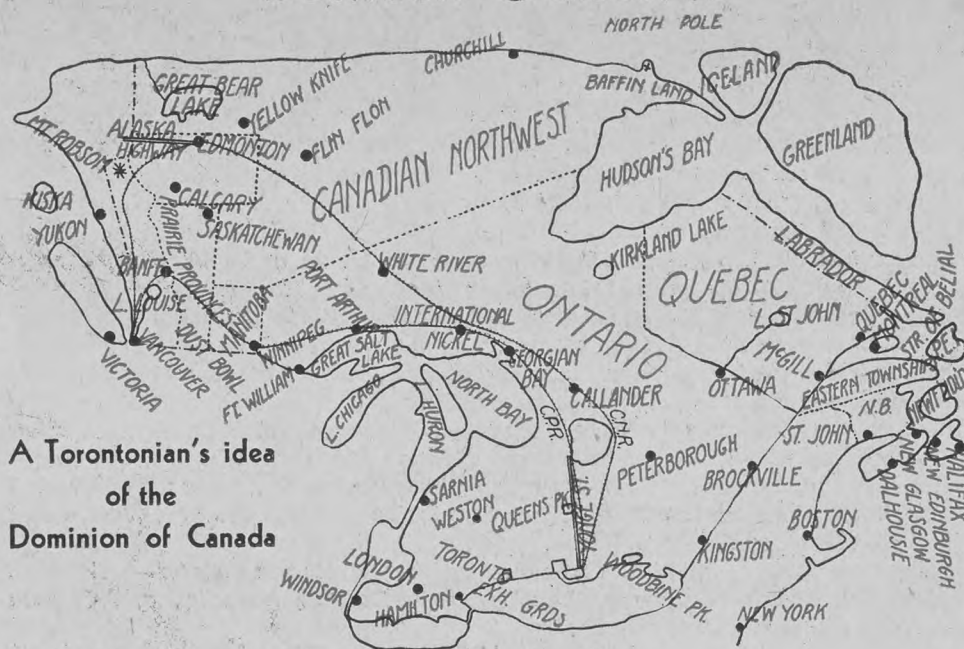 NORTH POLE
CHURCHILL
ICELAND
BAFFIN LAND
GREAT BEAR
LAKE
YELLOW KNIFE
GREENLAND
ALASKA
HIGHWAY
EDMONTON
FLIN FLON
MT. ROBSON
CANADIAN NORTHWEST
HUDSON'S BAY
KISKA
CALGARY
YUKON
SASKATCHEWAN
PRAIRIE PROVINCES
KIRKLAND LAKE
LABRADOR
BANFF
WHITE RIVER
L. LOUISE
MANITOBA
PORT ARTHUR
ONTARIO
QUEBEC
L. ST. JOHN
QUEBEC
MONTREAL
STR. OF BELIAL
P.E.I.
DUST BOWL
WINNIPEG
INTERNATIONAL
NICKEL
GREAT SALT
LAKE
GEORGIAN
BAY
MCGILL
VICTORIA
VANCOUVER
FT. WILLIAM
L. CHICAGO
HURON
NORTH BAY
CALLANDER
OTTAWA
EASTERN TOWNSHIPS
N.B.
C.P.R.
C.N.R.
ST. JOHN
DALHOUSIE
NEW GLASGOW
NEW EDINBURGH
HALIFAX
A Torontonian's idea
of the
Dominion of Canada
PETERBOROUGH
BROCKVILLE
SARNIA
WESTON
QUEENS PK.
BOSTON
KINGSTON
LONDON
TORONTO
WINDSOR
HAMILTON
EXH. GRDS
WOODBINE PK.
NEW YORK